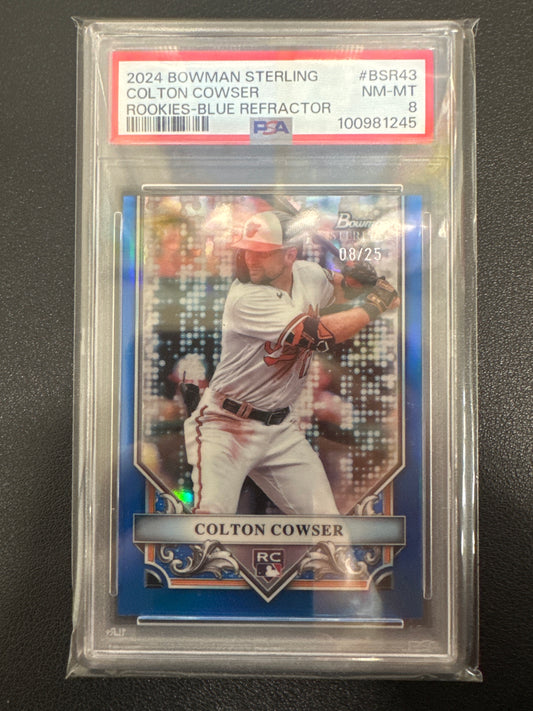 2024 BOWMAN STERLING #BSR43
COLTON COWSER NM-MT
ROOKIES-BLUE REFRACTOR 8
PSA 100981245
Bowman
STERLING
08/25
COLTON COWSER
RC